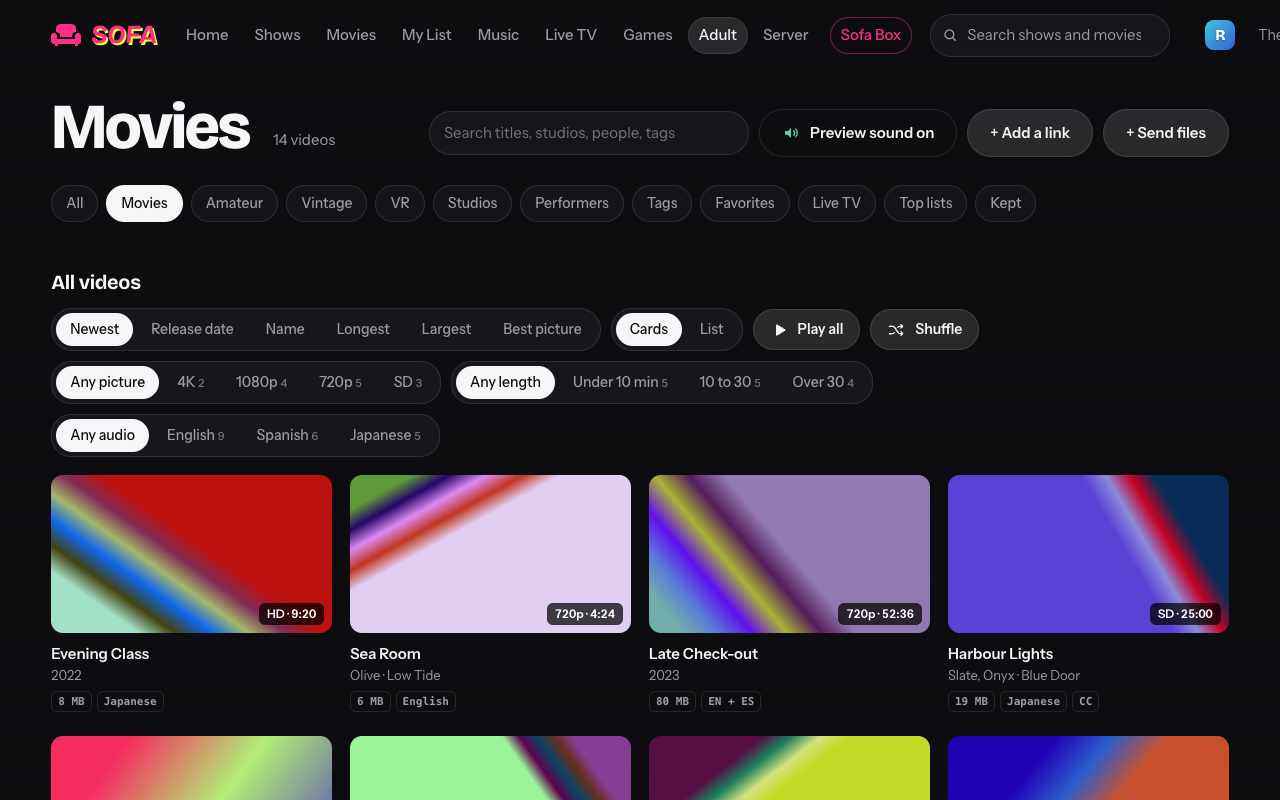 SOFA Home Shows Movies My List Music Live TV Games Adult Server Sofa Box Search shows and movies R The
Movies 14 videos Search titles, studios, people, tags Preview sound on + Add a link + Send files
All Movies Amateur Vintage VR Studios Performers Tags Favorites Live TV Top lists Kept
All videos
Newest Release date Name Longest Largest Best picture Cards List Play all Shuffle
Any picture 4K 2 1080p 4 720p 5 SD 3 Any length Under 10 min 5 10 to 30 5 Over 30 4
Any audio English 9 Spanish 6 Japanese 5
HD · 9:20 720p · 4:24 720p · 52:36 SD · 25:00
Evening Class Sea Room Late Check-out Harbour Lights
2022 Olive · Low Tide 2023 Slate, Onyx · Blue Door
8 MB Japanese 6 MB English 80 MB EN + ES 19 MB Japanese CC